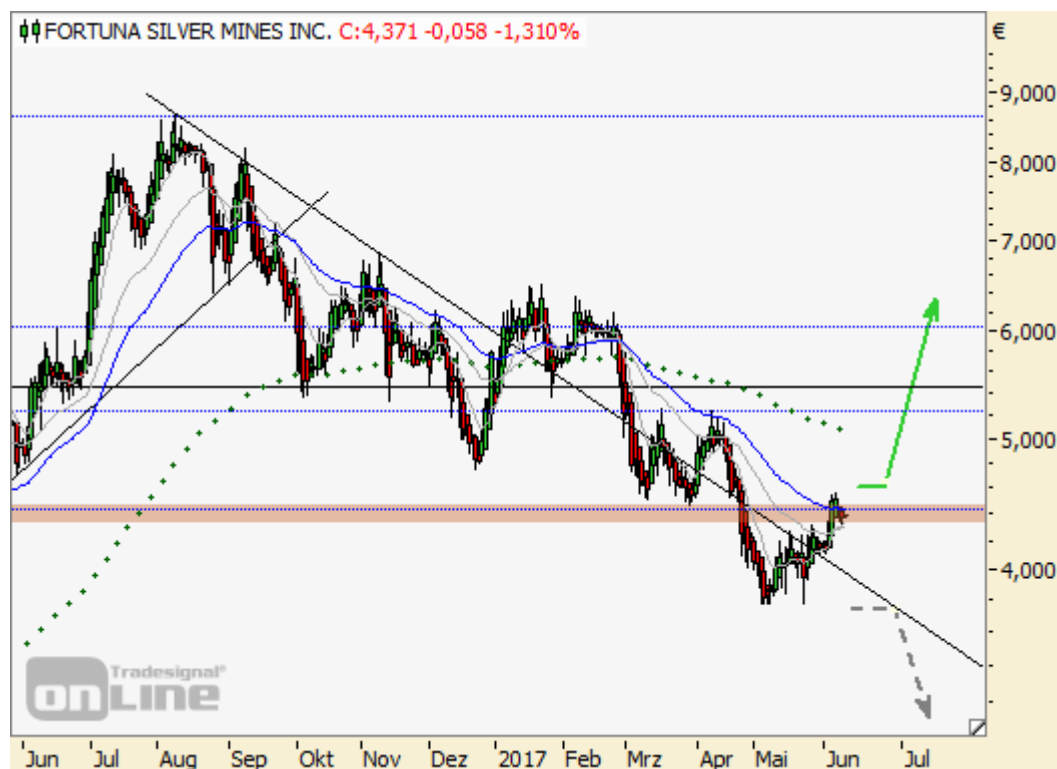 FORTUNA SILVER MINES INC. C:4,371 -0,058 -1,310%
€
9,000
8,000
7,000
6,000
5,000
4,000
Tradesignal®
onLINE
Jun Jul Aug Sep Okt Nov Dez 2017 Feb Mrz Apr Mai Jun Jul